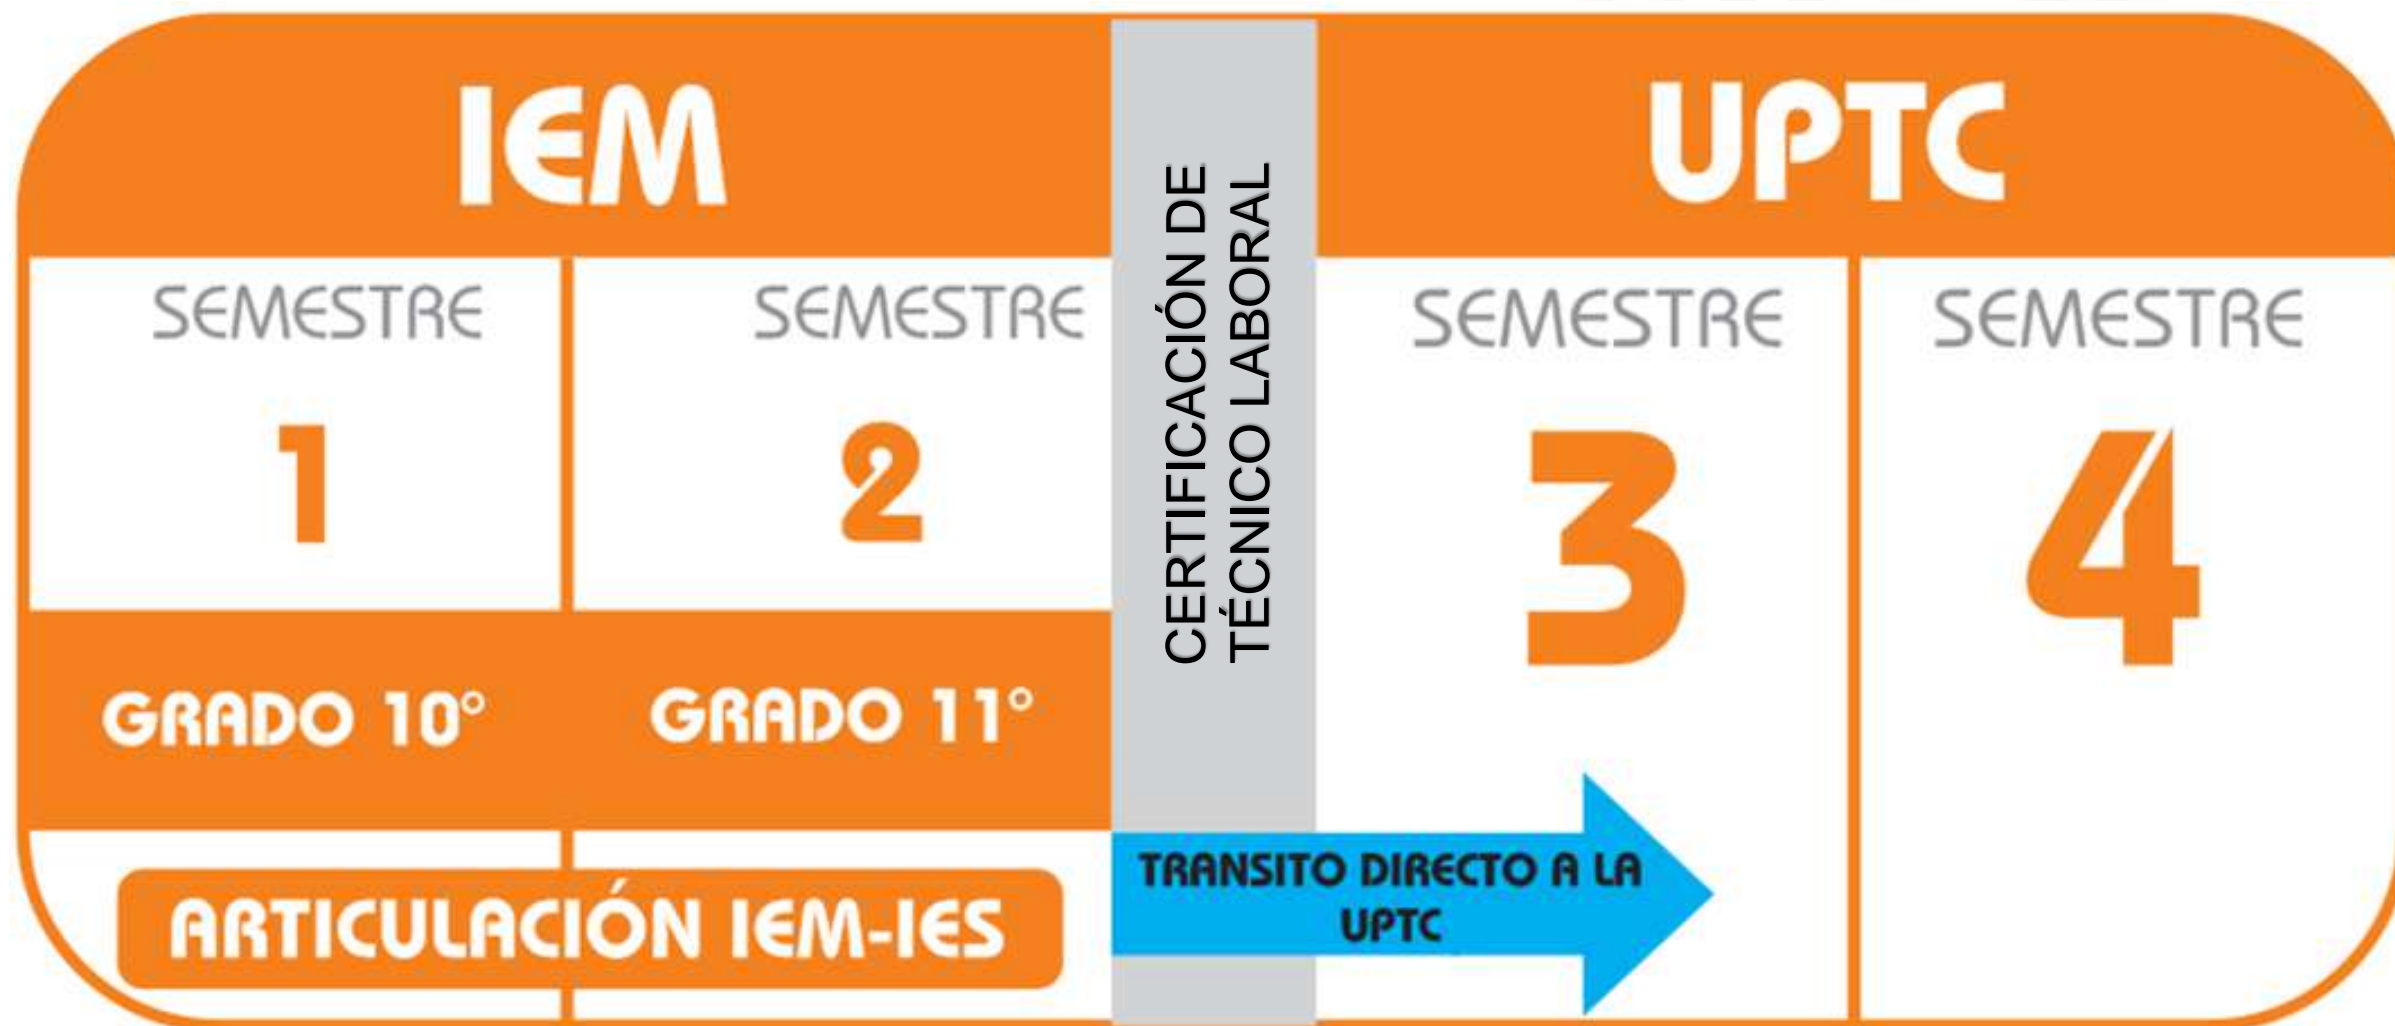 IEM
SEMESTRE
1
SEMESTRE
2
GRADO 10°
GRADO 11°
ARTICULACIÓN IEM-IES
CERTIFICACIÓN DE
TÉCNICO LABORAL
UPTC
SEMESTRE
3
SEMESTRE
4
TRANSITO DIRECTO A LA
UPTC